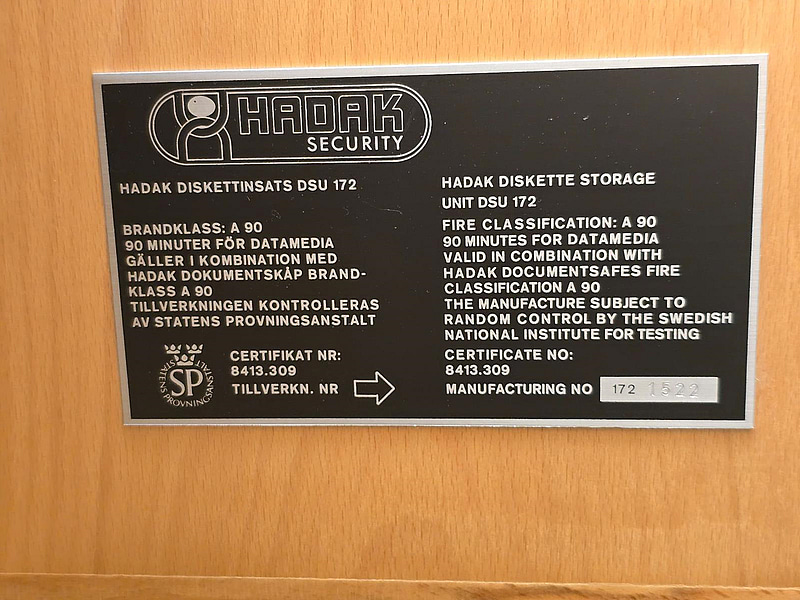 HADAK
SECURITY
HADAK DISKETTINSATS DSU 172
BRANDKLASS: A 90
90 MINUTER FÖR DATAMEDIA
GÄLLER I KOMBINATION MED
HADAK DOKUMENTSKÅP BRAND-
KLASS A 90
TILLVERKNINGEN KONTROLLERAS
AV STATENS PROVNINGSANSTALT
STATENS PROVNINGSANSTALT
SP
CERTIFIKAT NR:
8413.309
TILLVERKN. NR
HADAK DISKETTE STORAGE
UNIT DSU 172
FIRE CLASSIFICATION: A 90
90 MINUTES FOR DATAMEDIA
VALID IN COMBINATION WITH
HADAK DOCUMENTSAFES FIRE
CLASSIFICATION A 90
THE MANUFACTURE SUBJECT TO
RANDOM CONTROL BY THE SWEDISH
NATIONAL INSTITUTE FOR TESTING
CERTIFICATE NO:
8413.309
MANUFACTURING NO 172 1522